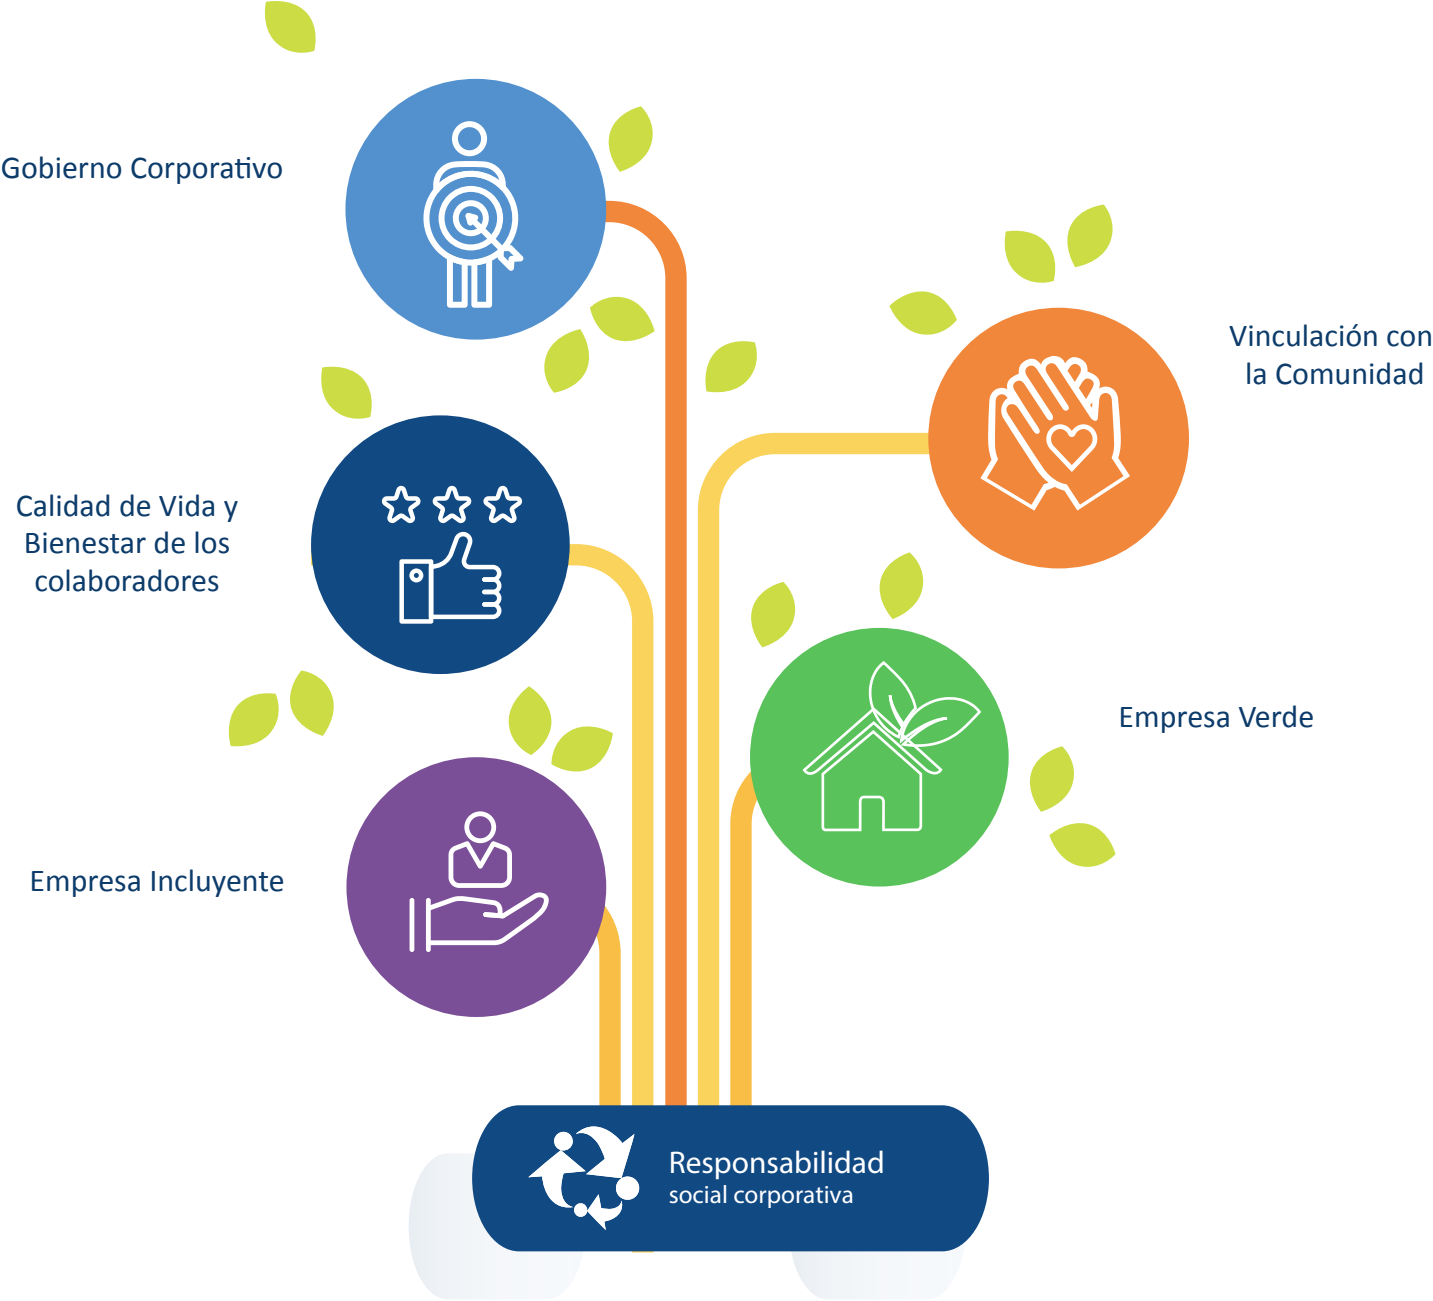 Gobierno Corporativo
Vinculación con
la Comunidad
Calidad de Vida y
Bienestar de los
colaboradores
Empresa Verde
Empresa Incluyente
Responsabilidad
social corporativa